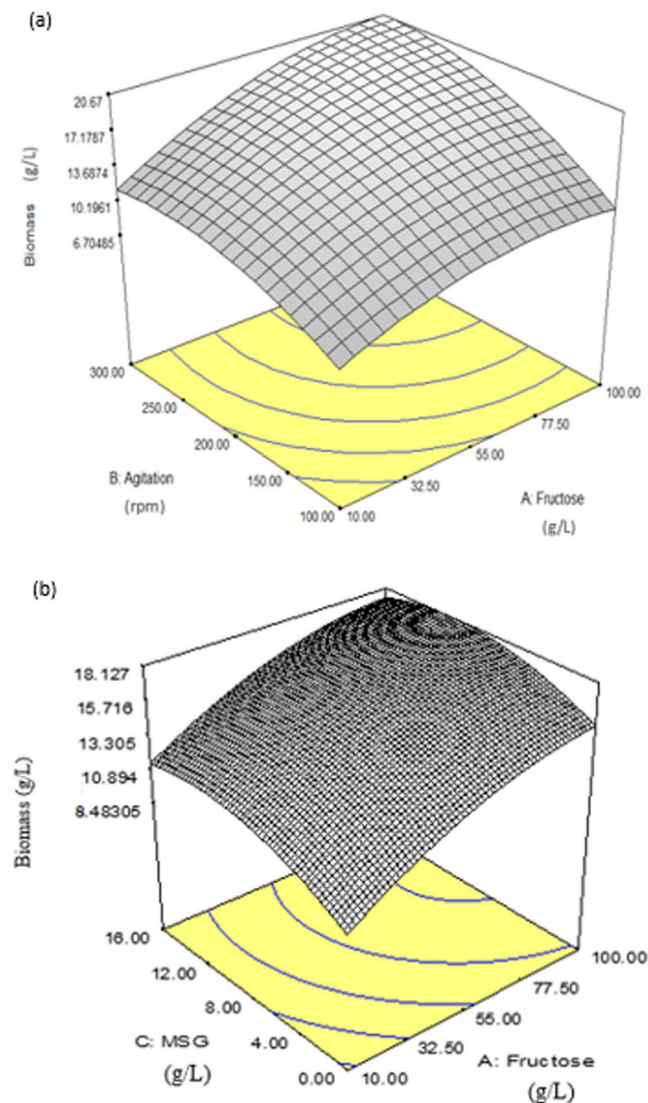 (a)
20.67
17.1787
13.6874
10.1961
6.70485
Biomass (g/L)
300.00
250.00
200.00
150.00
100.00
B: Agitation
(rpm)
10.00
32.50
55.00
77.50
100.00
A: Fructose
(g/L)
(b)
18.127
15.716
13.305
10.894
8.48305
Biomass (g/L)
16.00
12.00
8.00
4.00
0.00
C: MSG
(g/L)
10.00
32.50
55.00
77.50
100.00
A: Fructose
(g/L)